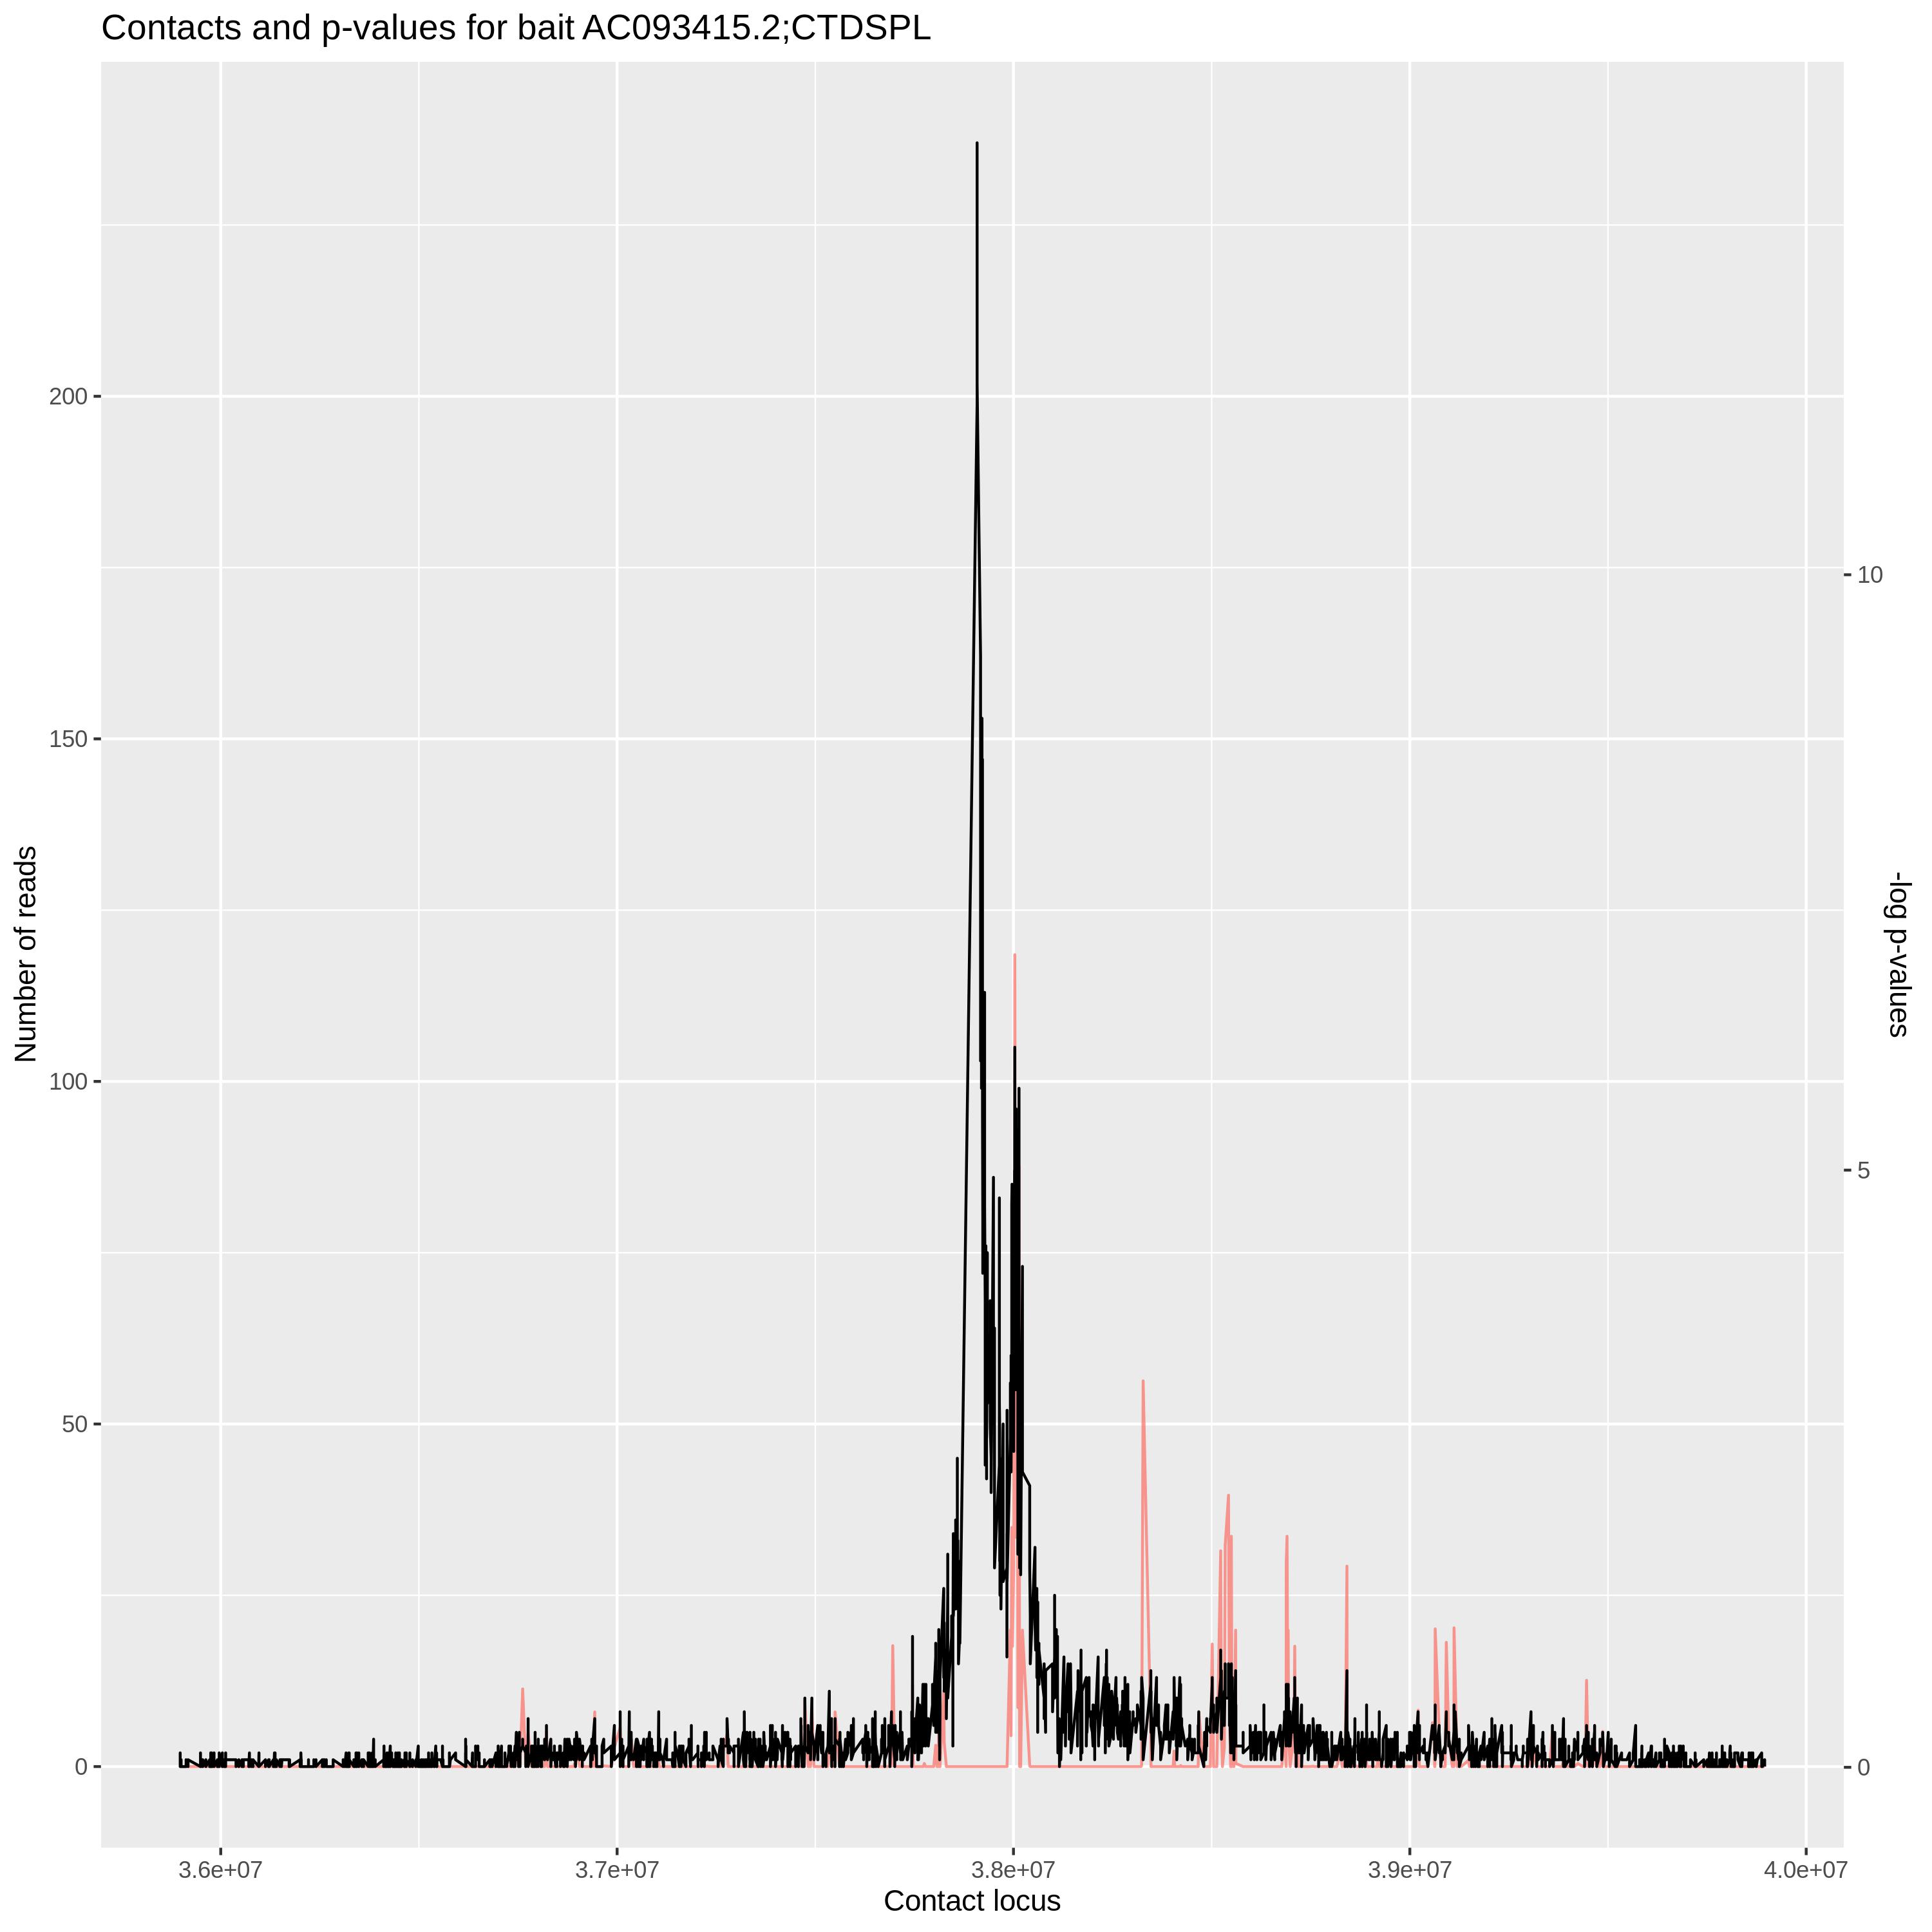 Contacts and p-values for bait AC093415.2;CTDSPL
Number of reads
200
150
100
50
0
10
5
0
-log p-values
3.6e+07
3.7e+07
3.8e+07
3.9e+07
4.0e+07
Contact locus